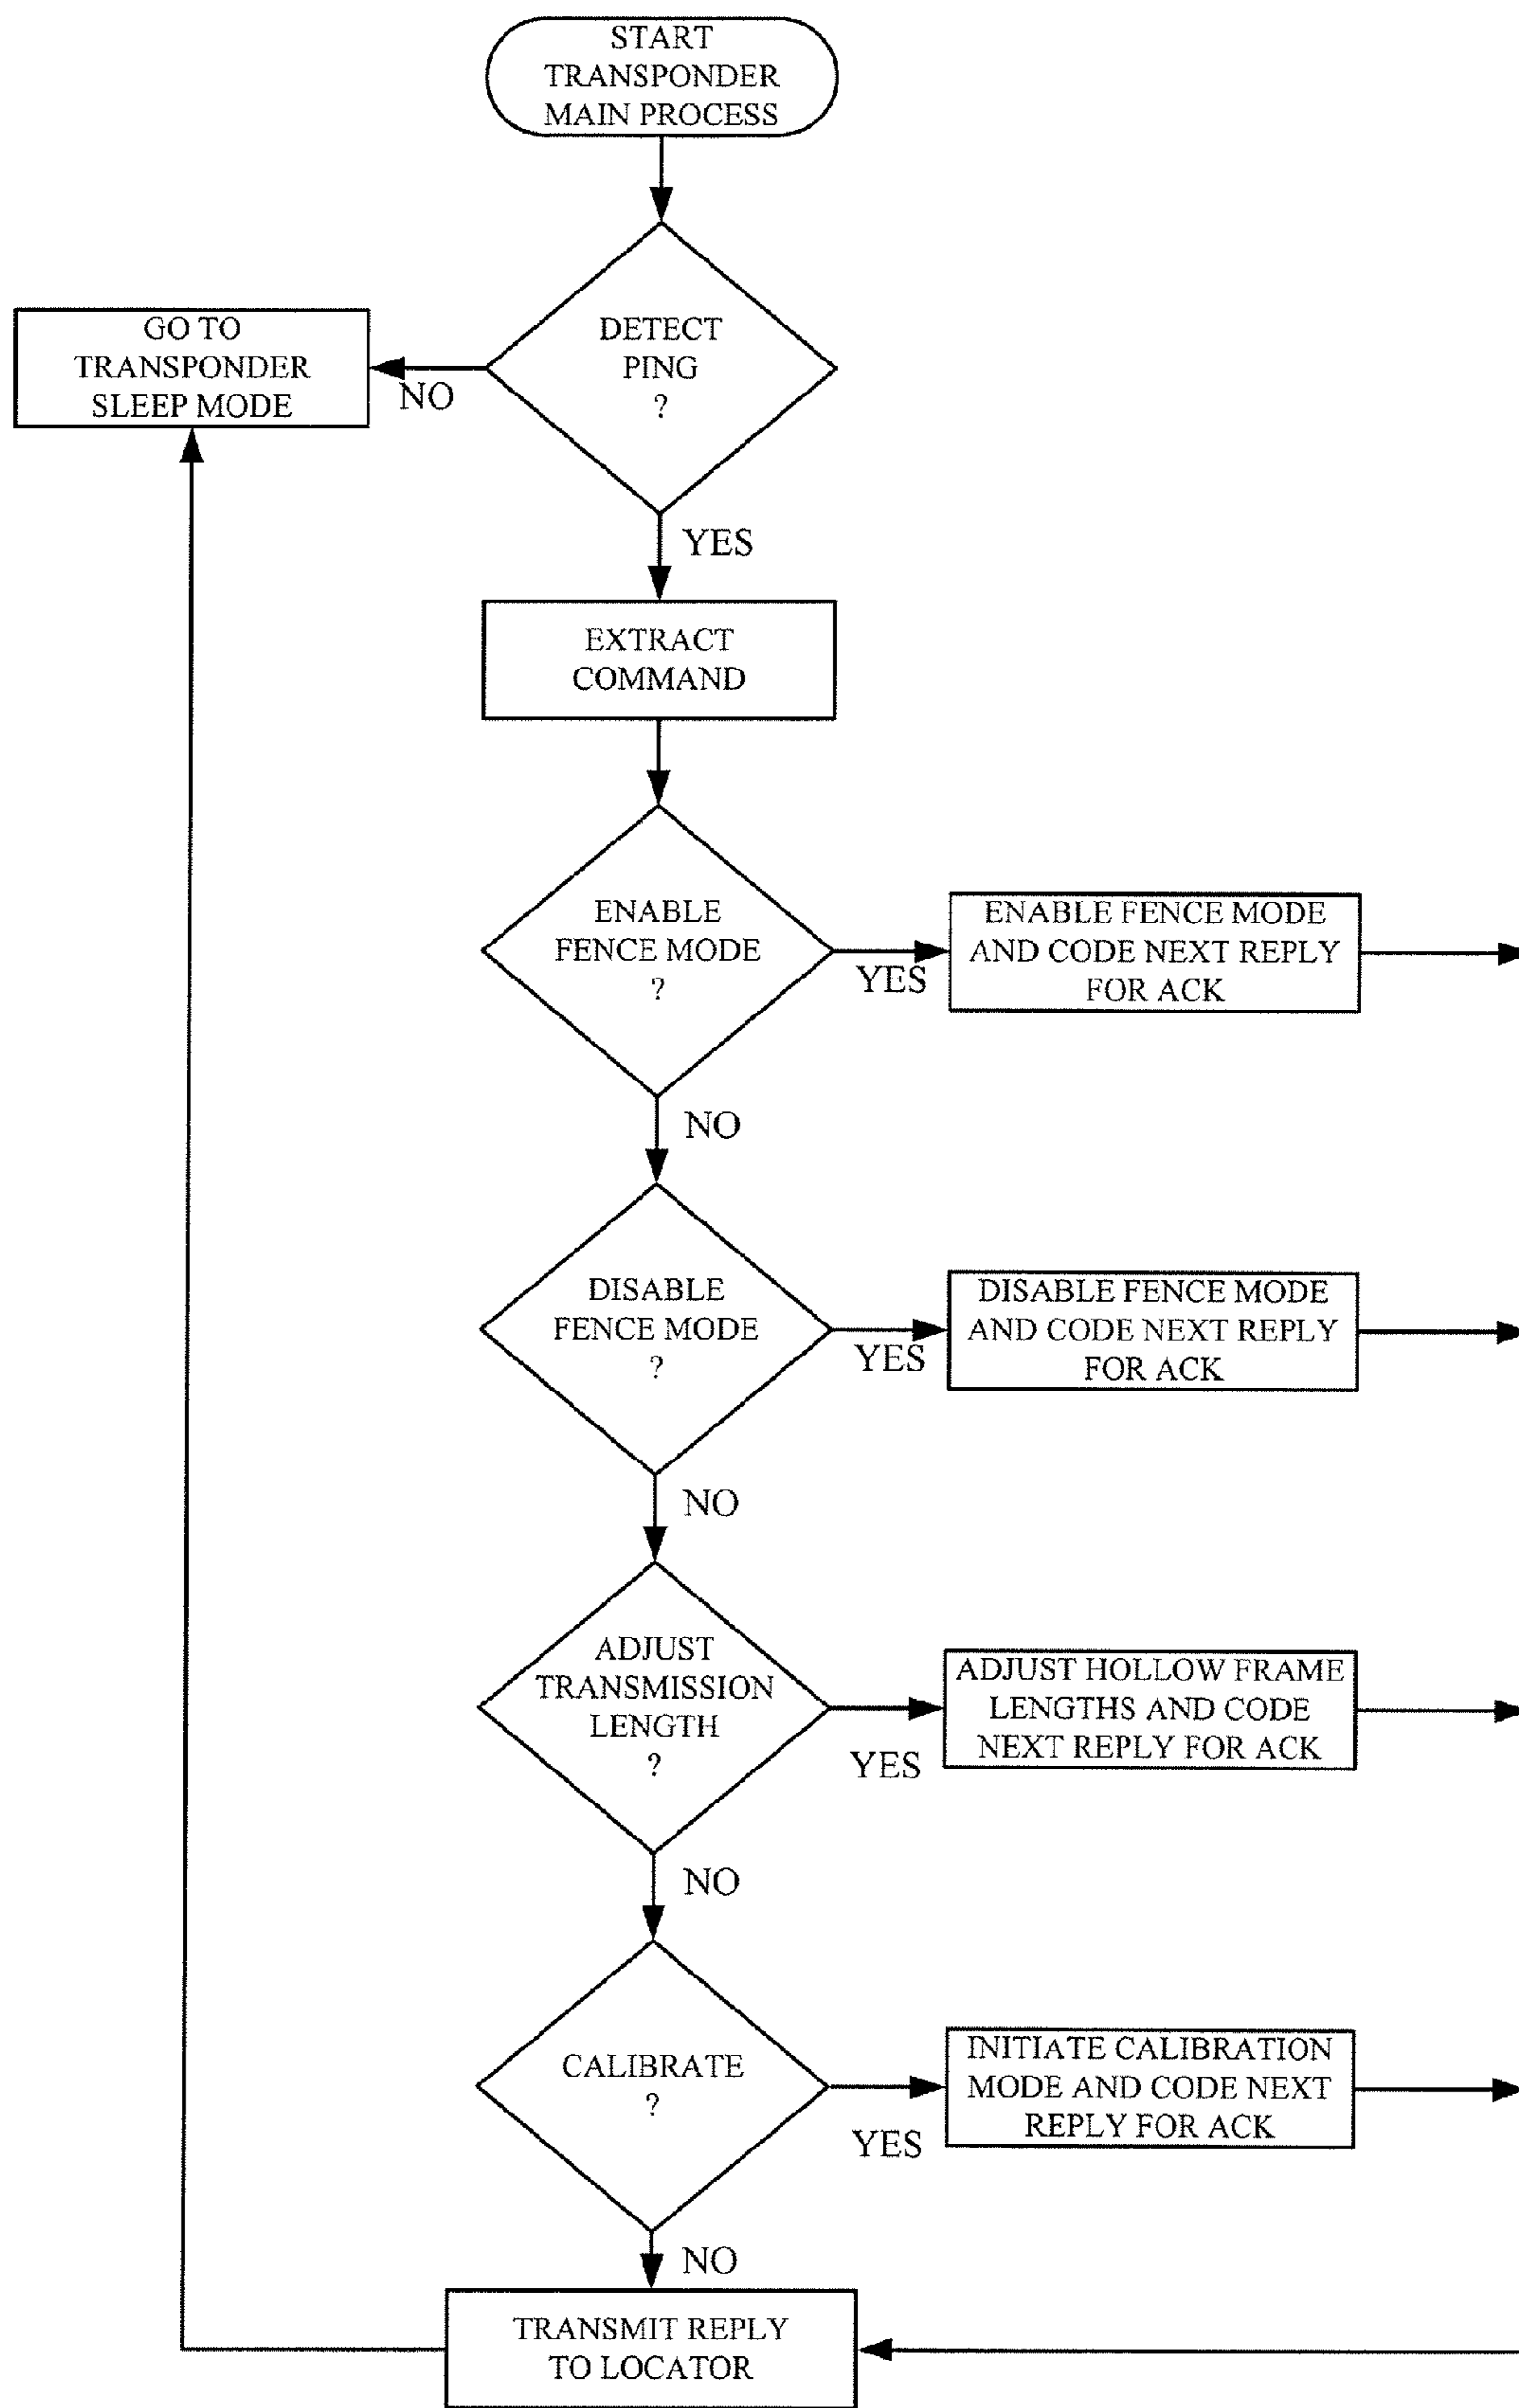 START
TRANSPONDER
MAIN PROCESS
DETECT
PING
?
GO TO
TRANSPONDER
SLEEP MODE
NO
YES
EXTRACT
COMMAND
ENABLE
FENCE MODE
?
YES
ENABLE FENCE MODE
AND CODE NEXT REPLY
FOR ACK
NO
DISABLE
FENCE MODE
?
YES
DISABLE FENCE MODE
AND CODE NEXT REPLY
FOR ACK
NO
ADJUST
TRANSMISSION
LENGTH
?
YES
ADJUST HOLLOW FRAME
LENGTHS AND CODE
NEXT REPLY FOR ACK
NO
CALIBRATE
?
YES
INITIATE CALIBRATION
MODE AND CODE NEXT
REPLY FOR ACK
NO
TRANSMIT REPLY
TO LOCATOR